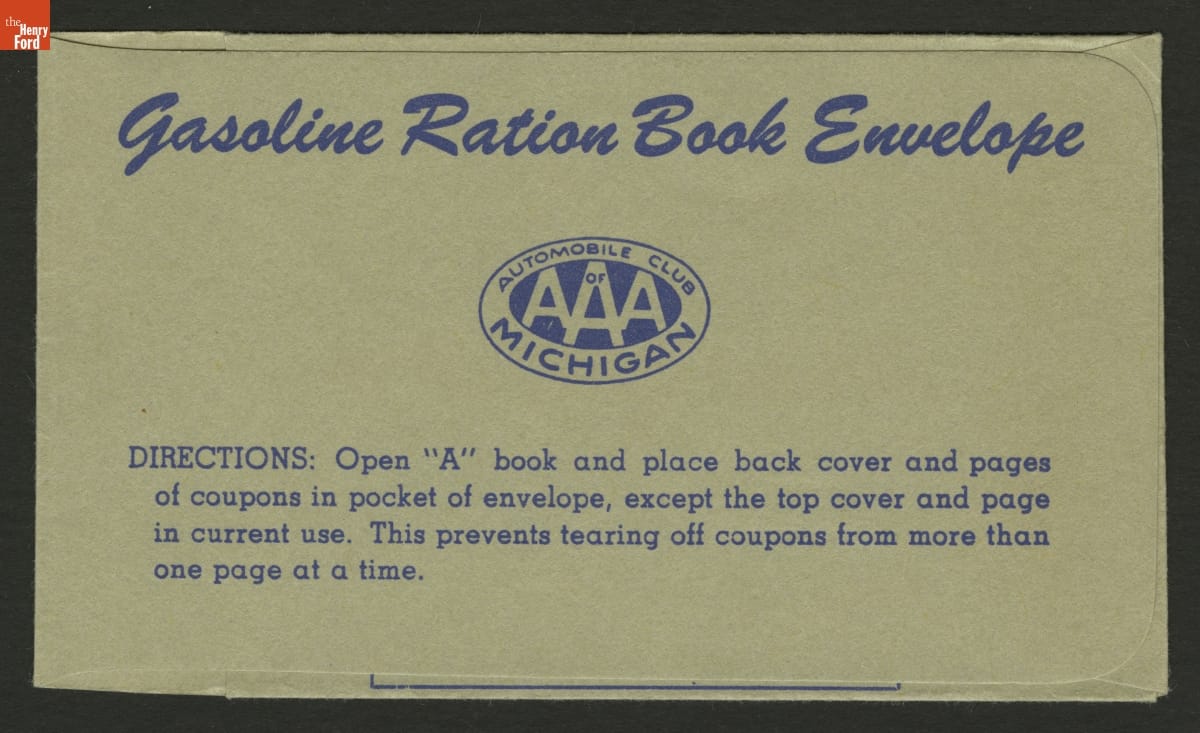 the
Henry
Ford
Gasoline Ration Book Envelope
AUTOMOBILE CLUB
OF
AAA
MICHIGAN
DIRECTIONS: Open "A" book and place back cover and pages
of coupons in pocket of envelope, except the top cover and page
in current use. This prevents tearing off coupons from more than
one page at a time.